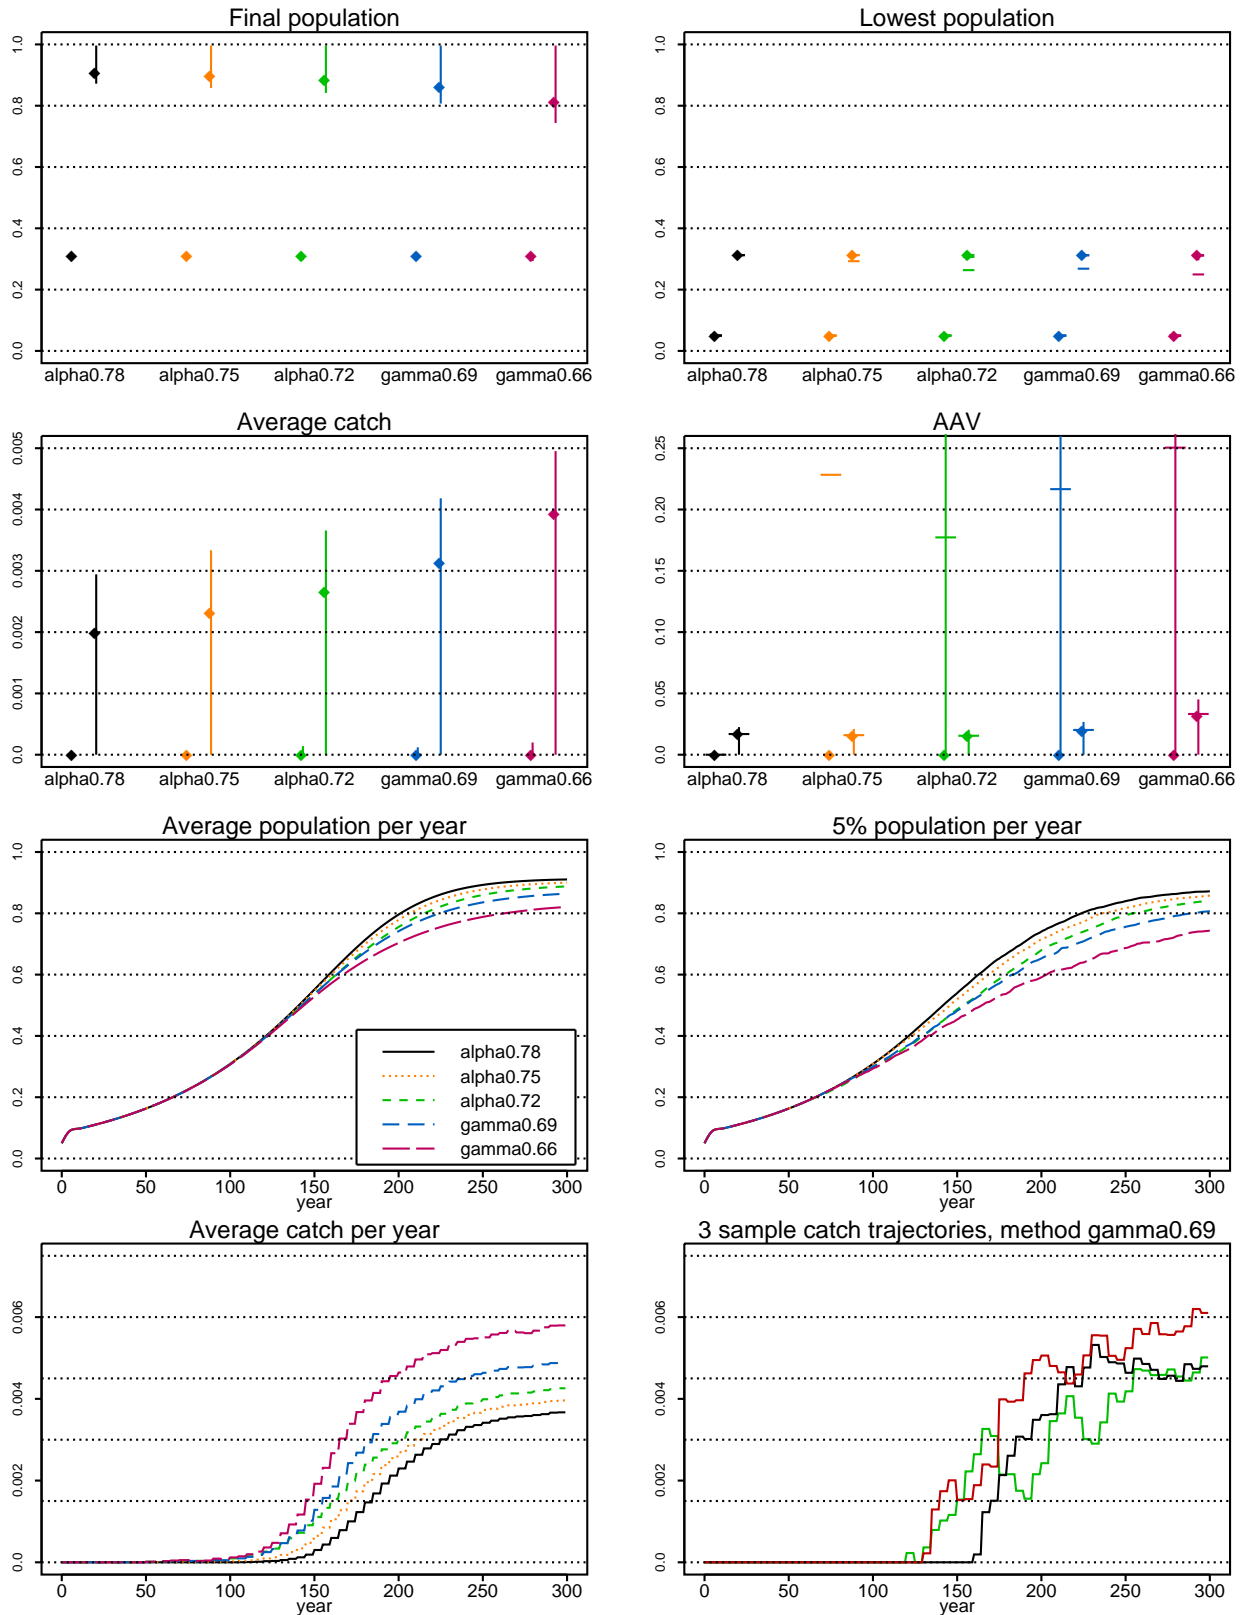 Final population
1.0
0.8
0.6
0.4
0.2
0.0
alpha0.78 alpha0.75 alpha0.72 gamma0.69 gamma0.66
Lowest population
1.0
0.8
0.6
0.4
0.2
0.0
alpha0.78 alpha0.75 alpha0.72 gamma0.69 gamma0.66
Average catch
0.005
0.004
0.003
0.002
0.001
0.0
alpha0.78 alpha0.75 alpha0.72 gamma0.69 gamma0.66
AAV
0.25
0.20
0.15
0.10
0.05
0.0
alpha0.78 alpha0.75 alpha0.72 gamma0.69 gamma0.66
Average population per year
1.0
0.8
0.6
0.4
0.2
0.0
alpha0.78
alpha0.75
alpha0.72
gamma0.69
gamma0.66
0 50 100 150 200 250 300
year
5% population per year
1.0
0.8
0.6
0.4
0.2
0.0
0 50 100 150 200 250 300
year
Average catch per year
0.006
0.004
0.002
0.0
0 50 100 150 200 250 300
year
3 sample catch trajectories, method gamma0.69
0.006
0.004
0.002
0.0
0 50 100 150 200 250 300
year